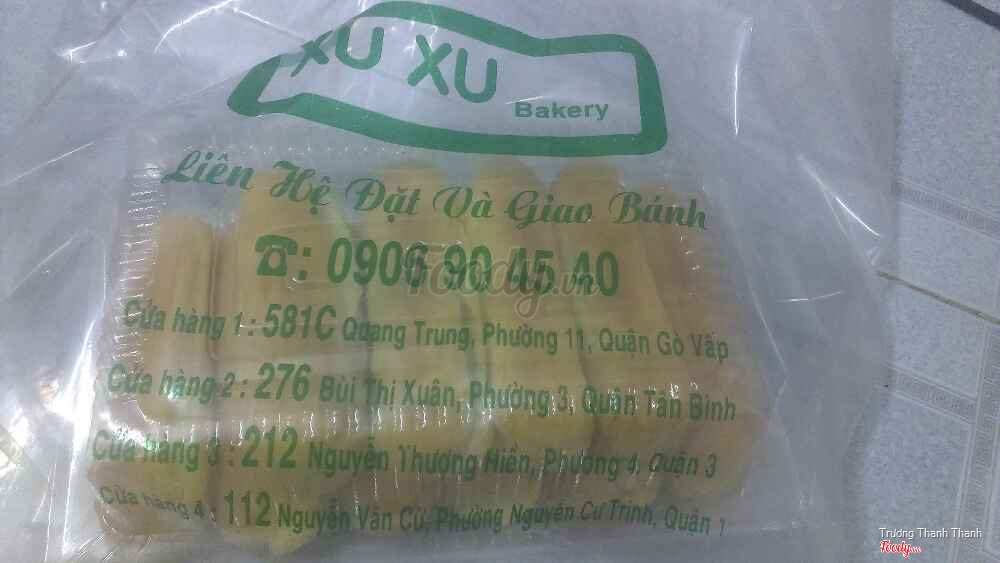 XU XU
Bakery
Liên Hệ Đặt Và Giao Bánh
☎: 0906 90 45 40
Cửa hàng 1 : 581C Quang Trung, Phường 11, Quận Gò Vấp
Cửa hàng 2 : 276 Bùi Thị Xuân, Phường 3, Quận Tân Bình
Cửa hàng 3 : 212 Nguyễn Thượng Hiền, Phường 4, Quận 3
Cửa hàng 4 : 112 Nguyễn Văn Cừ, Phường Nguyễn Cư Trinh, Quận 1
Foody.vn
Trương Thanh Thanh
Foody.vn